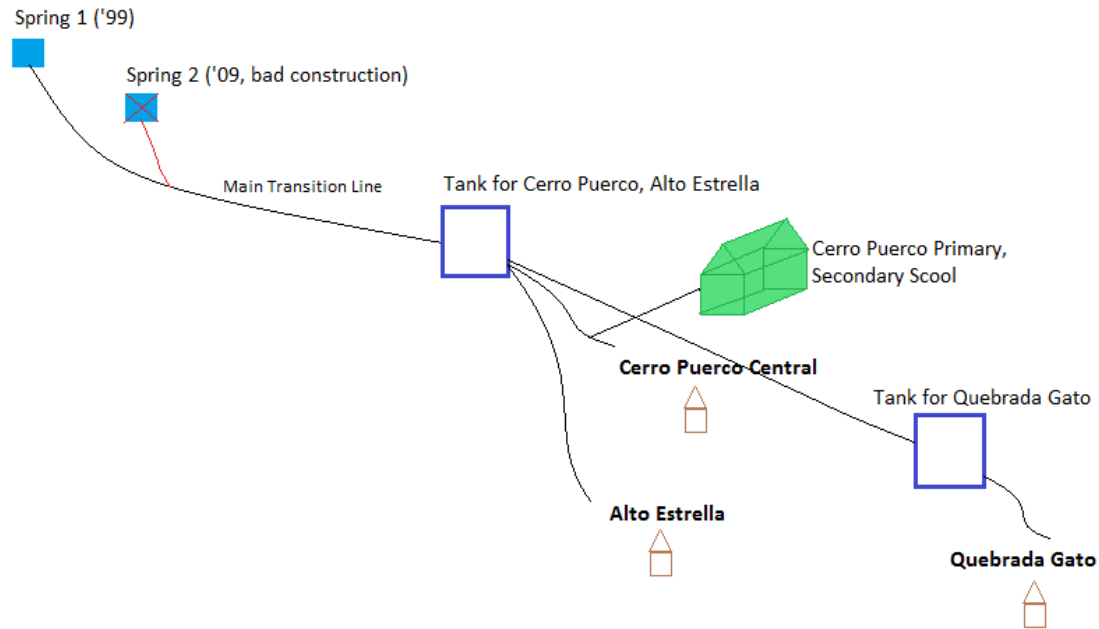 Spring 1 ('99)
Spring 2 ('09, bad construction)
Main Transition Line
Tank for Cerro Puerco, Alto Estrella
Cerro Puerco Primary,
Secondary Scool
Cerro Puerco Central
Tank for Quebrada Gato
Alto Estrella
Quebrada Gato